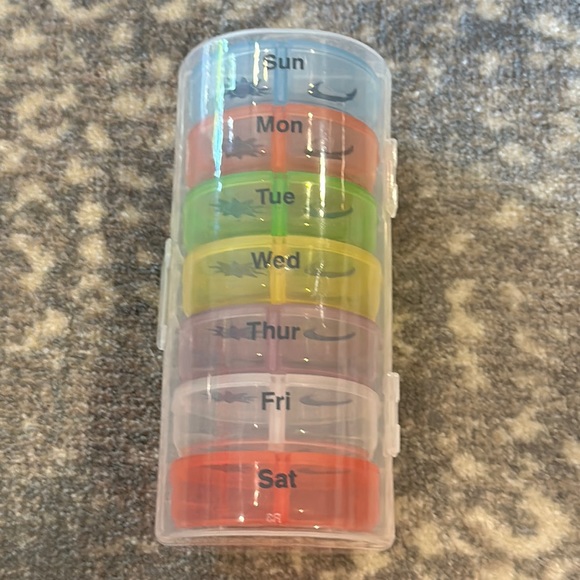 Sun
Mon
Tue
Wed
Thur
Fri
Sat